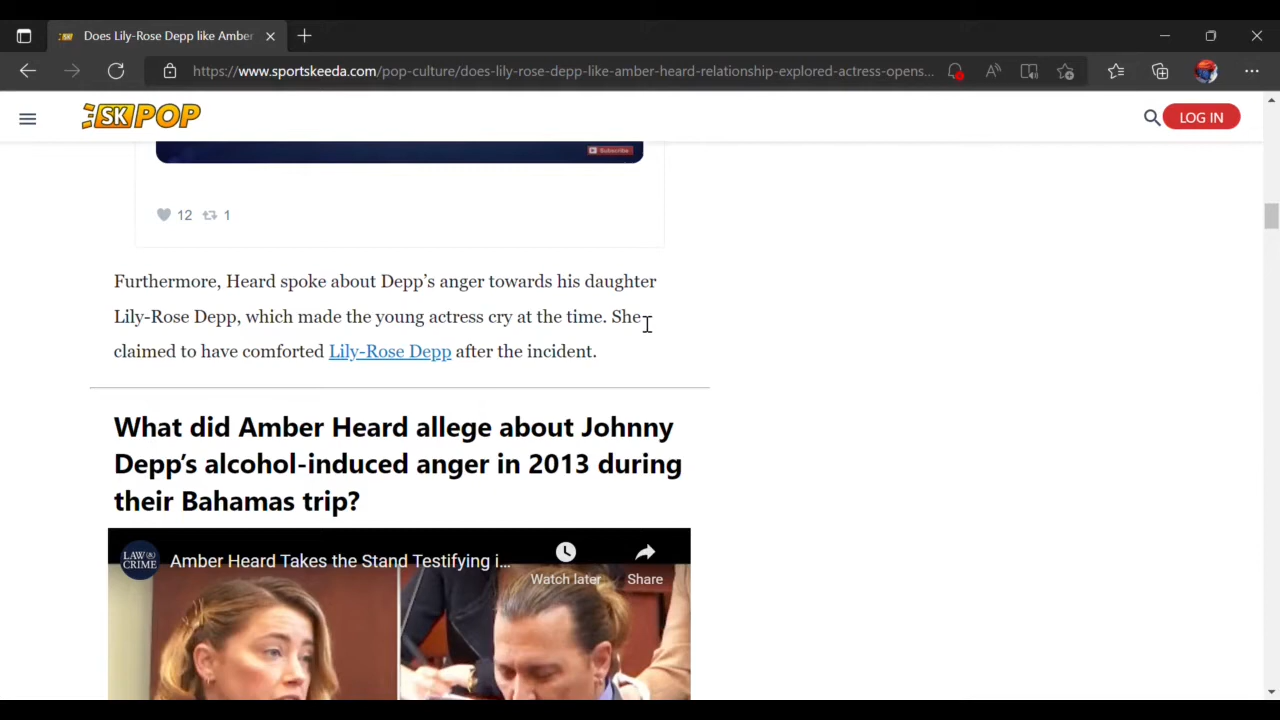 Does Lily-Rose Depp like Amber
https://www.sportskeeda.com/pop-culture/does-lily-rose-depp-like-amber-heard-relationship-explored-actress-opens...
SK POP
LOG IN
Subscribe
12 1
Furthermore, Heard spoke about Depp’s anger towards his daughter
Lily-Rose Depp, which made the young actress cry at the time. She
claimed to have comforted Lily-Rose Depp after the incident.
What did Amber Heard allege about Johnny
Depp’s alcohol-induced anger in 2013 during
their Bahamas trip?
LAW & CRIME
Amber Heard Takes the Stand Testifying i...
Watch later
Share